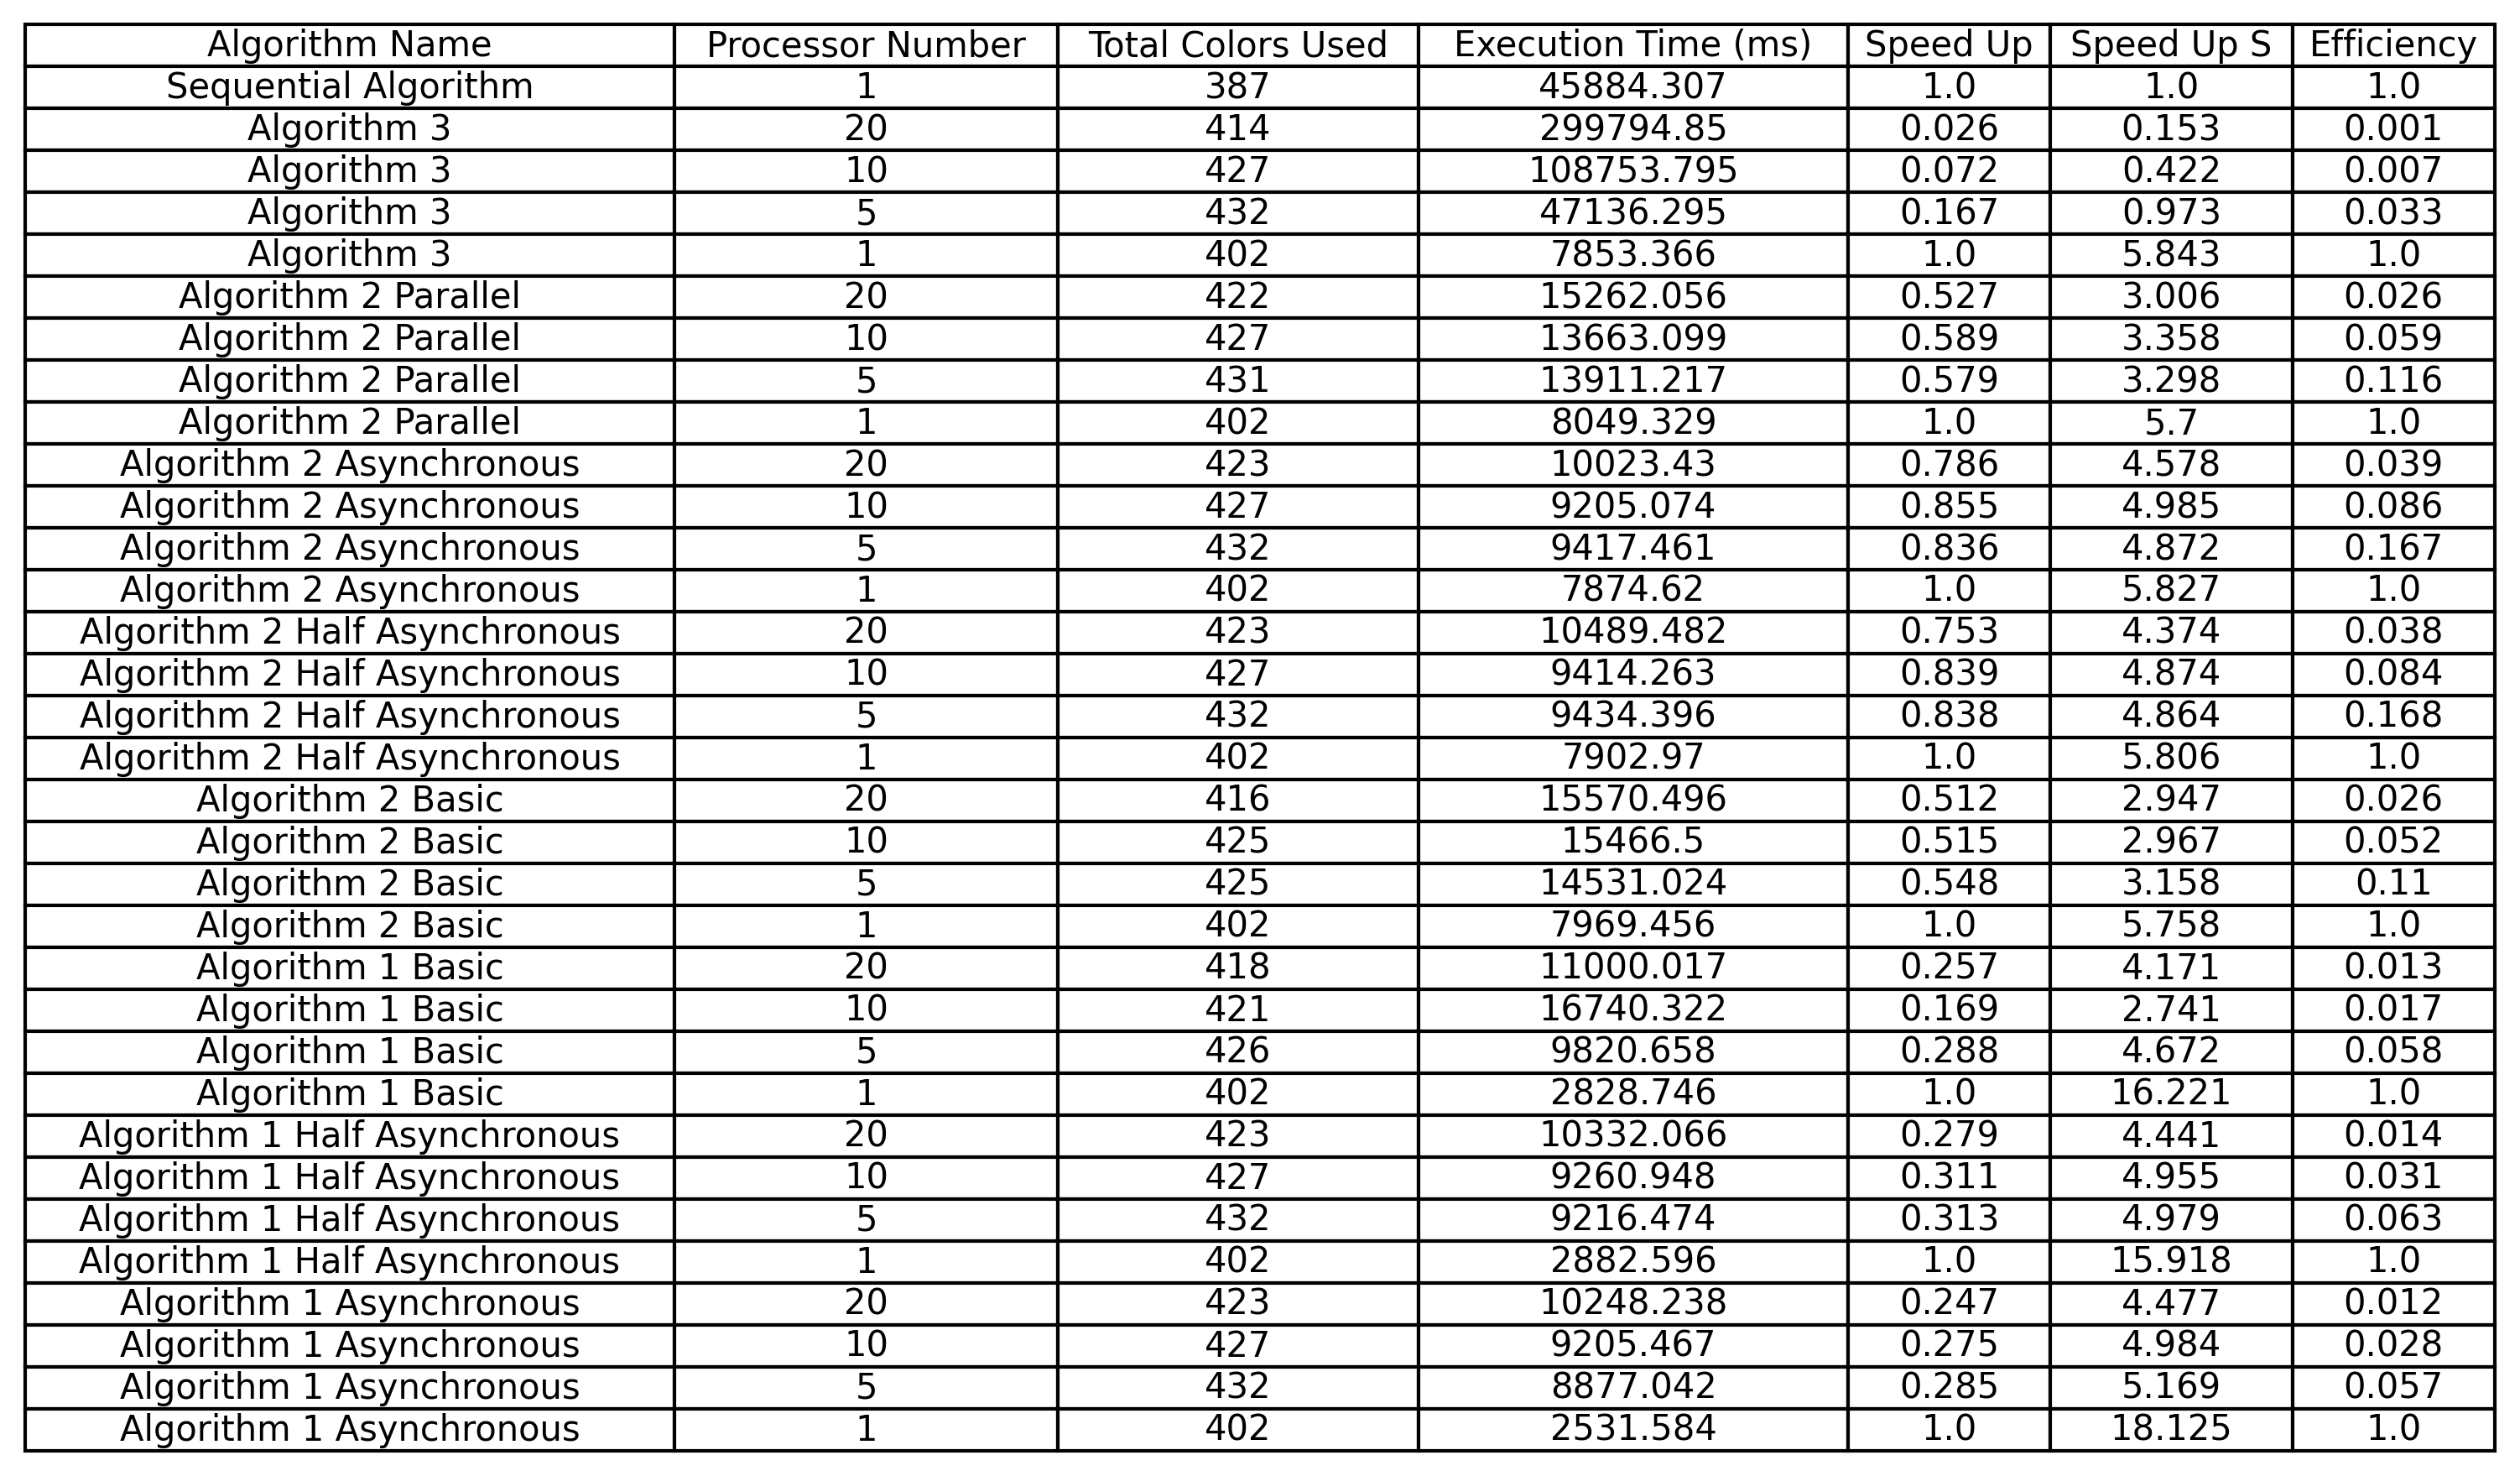 Algorithm Name Processor Number Total Colors Used Execution Time (ms) Speed Up Speed Up S Efficiency
Sequential Algorithm 1 387 45884.307 1.0 1.0 1.0
Algorithm 3 20 414 299794.85 0.026 0.153 0.001
Algorithm 3 10 427 108753.795 0.072 0.422 0.007
Algorithm 3 5 432 47136.295 0.167 0.973 0.033
Algorithm 3 1 402 7853.366 1.0 5.843 1.0
Algorithm 2 Parallel 20 422 15262.056 0.527 3.006 0.026
Algorithm 2 Parallel 10 427 13663.099 0.589 3.358 0.059
Algorithm 2 Parallel 5 431 13911.217 0.579 3.298 0.116
Algorithm 2 Parallel 1 402 8049.329 1.0 5.7 1.0
Algorithm 2 Asynchronous 20 423 10023.43 0.786 4.578 0.039
Algorithm 2 Asynchronous 10 427 9205.074 0.855 4.985 0.086
Algorithm 2 Asynchronous 5 432 9417.461 0.836 4.872 0.167
Algorithm 2 Asynchronous 1 402 7874.62 1.0 5.827 1.0
Algorithm 2 Half Asynchronous 20 423 10489.482 0.753 4.374 0.038
Algorithm 2 Half Asynchronous 10 427 9414.263 0.839 4.874 0.084
Algorithm 2 Half Asynchronous 5 432 9434.396 0.838 4.864 0.168
Algorithm 2 Half Asynchronous 1 402 7902.97 1.0 5.806 1.0
Algorithm 2 Basic 20 416 15570.496 0.512 2.947 0.026
Algorithm 2 Basic 10 425 15466.5 0.515 2.967 0.052
Algorithm 2 Basic 5 425 14531.024 0.548 3.158 0.11
Algorithm 2 Basic 1 402 7969.456 1.0 5.758 1.0
Algorithm 1 Basic 20 418 11000.017 0.257 4.171 0.013
Algorithm 1 Basic 10 421 16740.322 0.169 2.741 0.017
Algorithm 1 Basic 5 426 9820.658 0.288 4.672 0.058
Algorithm 1 Basic 1 402 2828.746 1.0 16.221 1.0
Algorithm 1 Half Asynchronous 20 423 10332.066 0.279 4.441 0.014
Algorithm 1 Half Asynchronous 10 427 9260.948 0.311 4.955 0.031
Algorithm 1 Half Asynchronous 5 432 9216.474 0.313 4.979 0.063
Algorithm 1 Half Asynchronous 1 402 2882.596 1.0 15.918 1.0
Algorithm 1 Asynchronous 20 423 10248.238 0.247 4.477 0.012
Algorithm 1 Asynchronous 10 427 9205.467 0.275 4.984 0.028
Algorithm 1 Asynchronous 5 432 8877.042 0.285 5.169 0.057
Algorithm 1 Asynchronous 1 402 2531.584 1.0 18.125 1.0